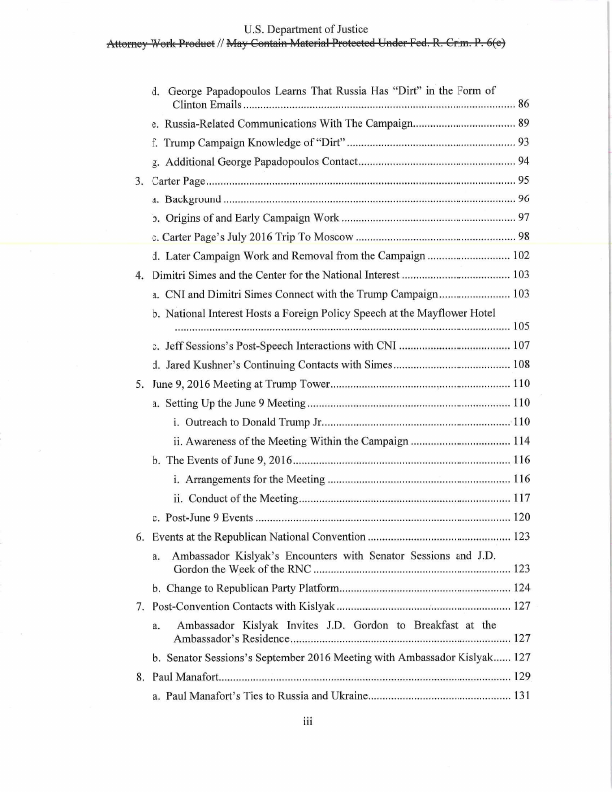 U.S. Department of Justice
Attorney Work Product // May Contain Material Protected Under Fed. R. Crim. P. 6(e)
d. George Papadopoulos Learns That Russia Has “Dirt” in the Form of
Clinton Emails ........ 86
e. Russia-Related Communications With The Campaign........ 89
f. Trump Campaign Knowledge of “Dirt” ........ 93
g. Additional George Papadopoulos Contact........ 94
3. Carter Page........ 95
a. Background ........ 96
b. Origins of and Early Campaign Work ........ 97
c. Carter Page’s July 2016 Trip To Moscow ........ 98
d. Later Campaign Work and Removal from the Campaign ........ 102
4. Dimitri Simes and the Center for the National Interest ........ 103
a. CNI and Dimitri Simes Connect with the Trump Campaign........ 103
b. National Interest Hosts a Foreign Policy Speech at the Mayflower Hotel
........ 105
c. Jeff Sessions’s Post-Speech Interactions with CNI ........ 107
d. Jared Kushner’s Continuing Contacts with Simes........ 108
5. June 9, 2016 Meeting at Trump Tower........ 110
a. Setting Up the June 9 Meeting ........ 110
i. Outreach to Donald Trump Jr........ 110
ii. Awareness of the Meeting Within the Campaign ........ 114
b. The Events of June 9, 2016........ 116
i. Arrangements for the Meeting ........ 116
ii. Conduct of the Meeting........ 117
c. Post-June 9 Events ........ 120
6. Events at the Republican National Convention ........ 123
a. Ambassador Kislyak’s Encounters with Senator Sessions and J.D.
Gordon the Week of the RNC ........ 123
b. Change to Republican Party Platform........ 124
7. Post-Convention Contacts with Kislyak ........ 127
a. Ambassador Kislyak Invites J.D. Gordon to Breakfast at the
Ambassador’s Residence........ 127
b. Senator Sessions’s September 2016 Meeting with Ambassador Kislyak...... 127
8. Paul Manafort........ 129
a. Paul Manafort’s Ties to Russia and Ukraine........ 131
iii